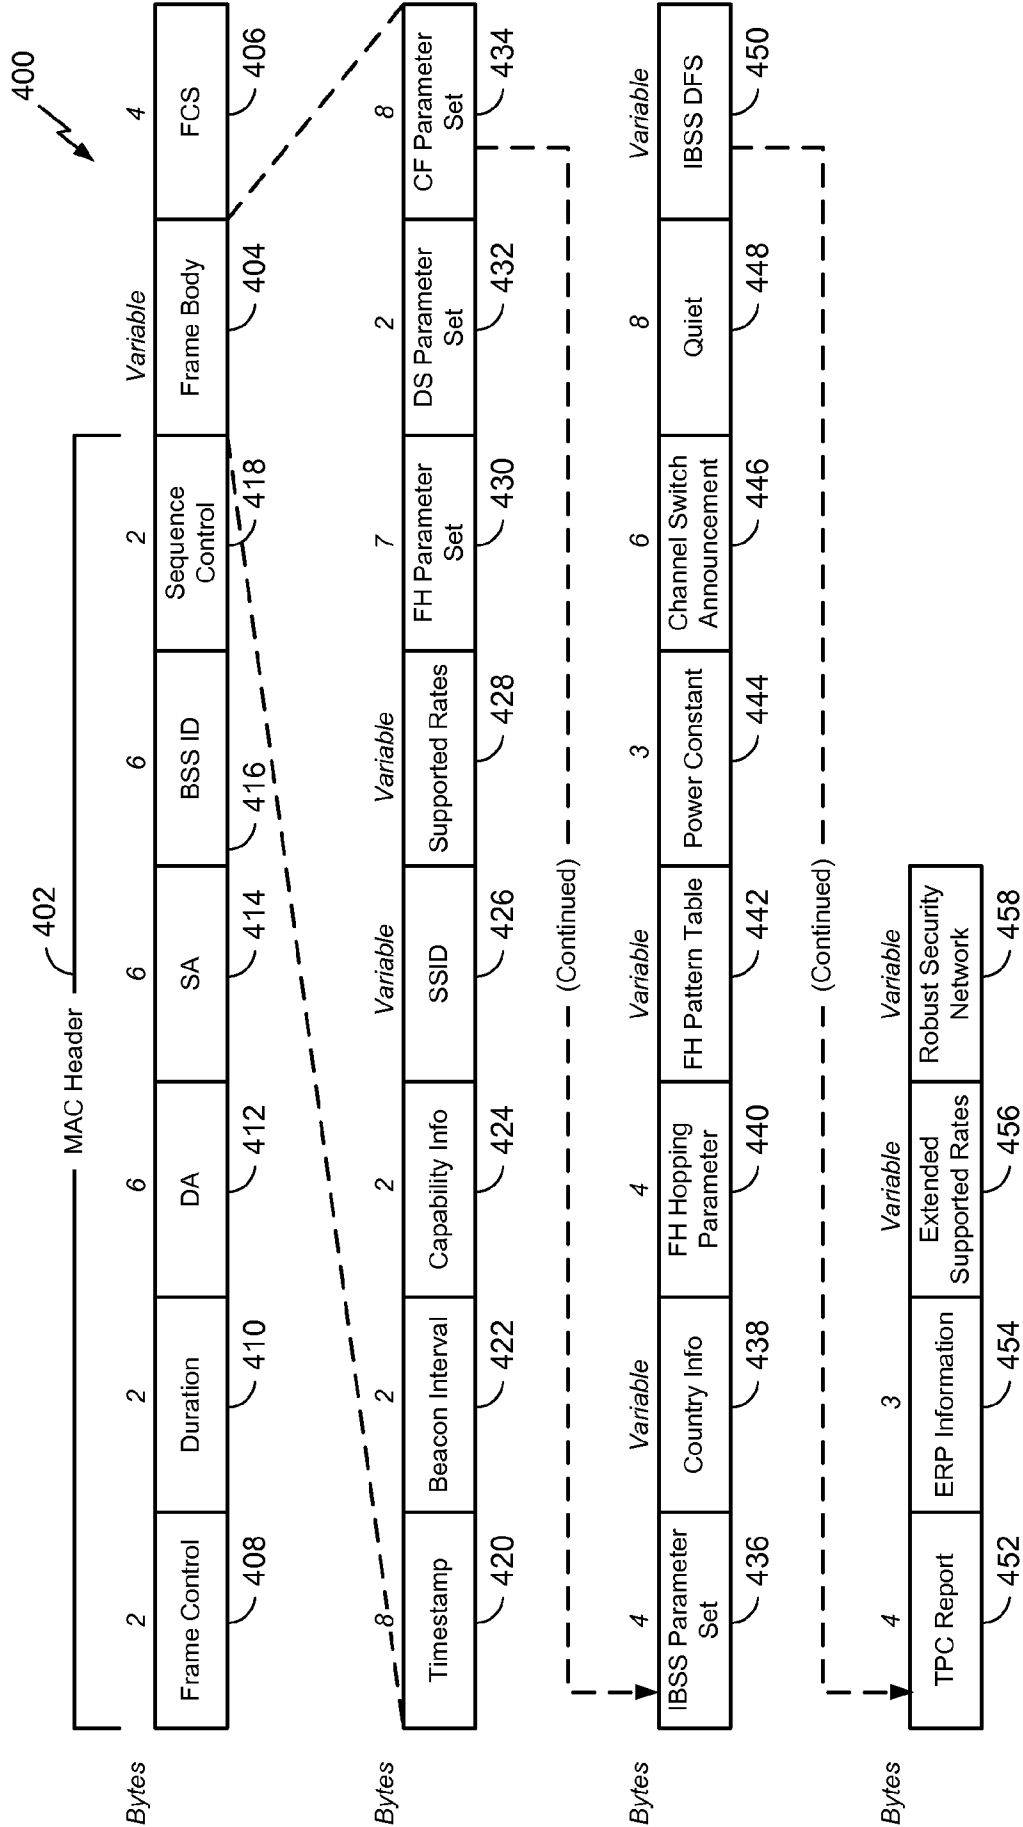 400
402
MAC Header
Bytes 2 2 6 6 6 2 Variable 4
Frame Control Duration DA SA BSS ID Sequence Control Frame Body FCS
408 410 412 414 416 418 404 406
Bytes 8 2 2 Variable Variable 7 2 8
Timestamp Beacon Interval Capability Info SSID Supported Rates FH Parameter Set DS Parameter Set CF Parameter Set
420 422 424 426 428 430 432 434
(Continued)
Bytes 4 Variable 4 Variable 3 6 8 Variable
IBSS Parameter Set Country Info FH Hopping Parameter FH Pattern Table Power Constant Channel Switch Announcement Quiet IBSS DFS
436 438 440 442 444 446 448 450
(Continued)
Bytes 4 3 Variable Variable
TPC Report ERP Information Extended Supported Rates Robust Security Network
452 454 456 458